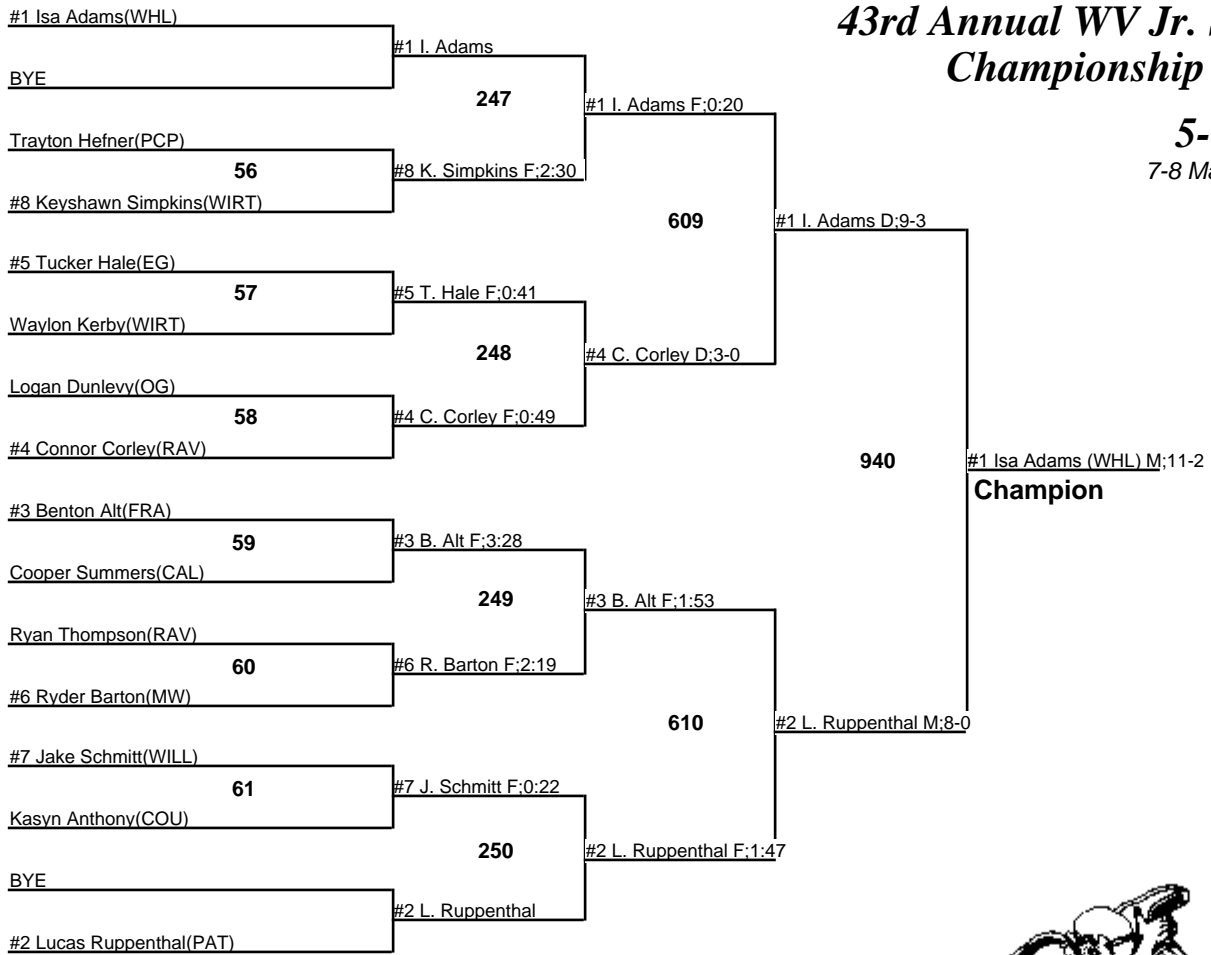 #1 Isa Adams(WHL)
BYE
Trayton Hefner(PCP)
56
#8 Keyshawn Simpkins(WIRT)
#5 Tucker Hale(EG)
57
Waylon Kerby(WIRT)
Logan Dunlevy(OG)
58
#4 Connor Corley(RAV)
#3 Benton Alt(FRA)
59
Cooper Summers(CAL)
Ryan Thompson(RAV)
60
#6 Ryder Barton(MW)
#7 Jake Schmitt(WILL)
61
Kasyn Anthony(COU)
BYE
#2 Lucas Ruppenthal(PAT)
#1 I. Adams
247
#8 K. Simpkins F;2:30
#5 T. Hale F;0:41
248
#4 C. Corley F;0:49
#3 B. Alt F;3:28
249
#6 R. Barton F;2:19
#7 J. Schmitt F;0:22
250
#2 L. Ruppenthal
#1 I. Adams F;0:20
609
#4 C. Corley D;3-0
#3 B. Alt F;1:53
610
#2 L. Ruppenthal F;1:47
#1 I. Adams D;9-3
940
#2 L. Ruppenthal M;8-0
#1 Isa Adams (WHL) M;11-2
Champion
43rd Annual WV Jr.
Championship
5-
7-8